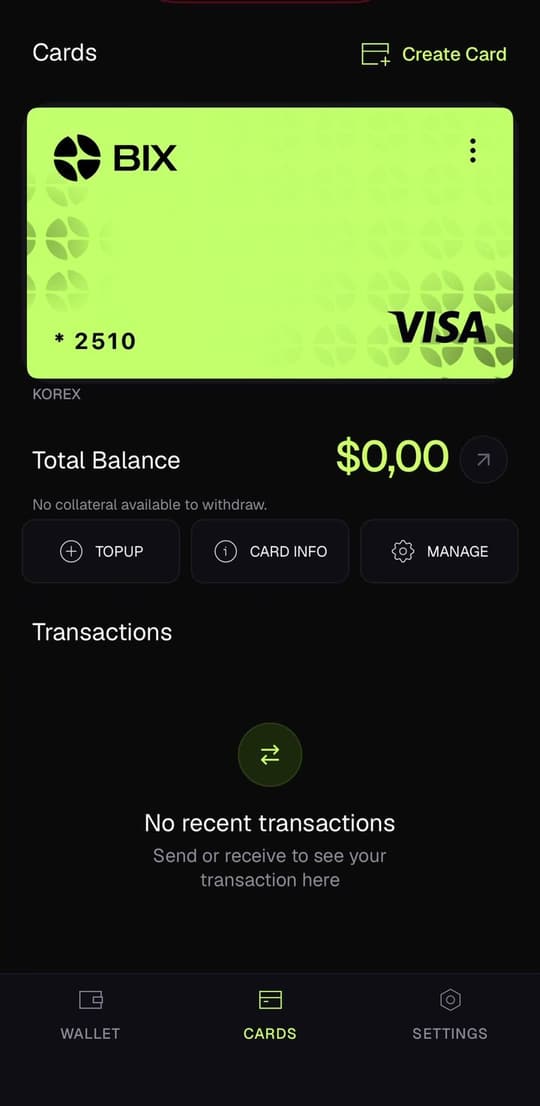 Cards
Create Card
BIX
* 2510
VISA
KOREX
Total Balance
$0,00
No collateral available to withdraw.
TOPUP
CARD INFO
MANAGE
Transactions
No recent transactions
Send or receive to see your
transaction here
WALLET
CARDS
SETTINGS